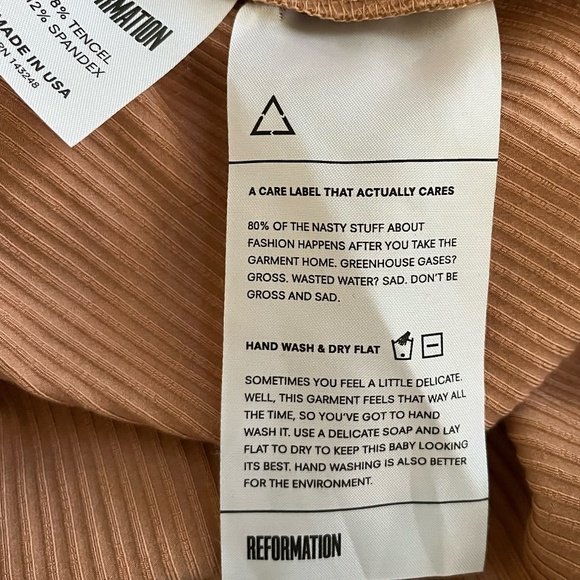 REFORMATION
8% TENCEL
12% SPANDEX
MADE IN USA
RN 143248
A CARE LABEL THAT ACTUALLY CARES
80% OF THE NASTY STUFF ABOUT
FASHION HAPPENS AFTER YOU TAKE THE
GARMENT HOME. GREENHOUSE GASES?
GROSS. WASTED WATER? SAD. DON'T BE
GROSS AND SAD.
HAND WASH & DRY FLAT
SOMETIMES YOU FEEL A LITTLE DELICATE.
WELL, THIS GARMENT FEELS THAT WAY ALL
THE TIME, SO YOU'VE GOT TO HAND
WASH IT. USE A DELICATE SOAP AND LAY
FLAT TO DRY TO KEEP THIS BABY LOOKING
ITS BEST. HAND WASHING IS ALSO BETTER
FOR THE ENVIRONMENT.
REFORMATION